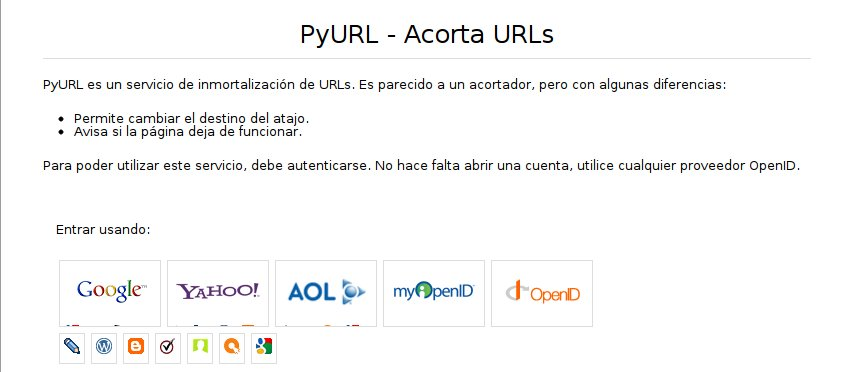 PyURL - Acorta URLs
PyURL es un servicio de inmortalización de URLs. Es parecido a un acortador, pero con algunas diferencias:
Permite cambiar el destino del atajo.
Avisa si la página deja de funcionar.
Para poder utilizar este servicio, debe autenticarse. No hace falta abrir una cuenta, utilice cualquier proveedor OpenID.
Entrar usando:
Google™ YAHOO! AOL myOpenID OpenID